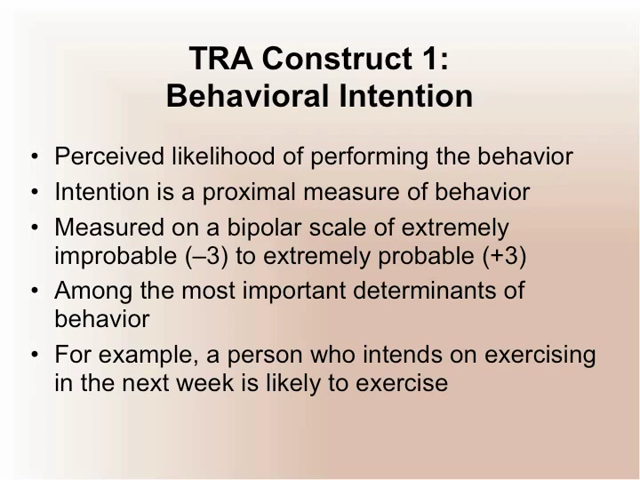 TRA Construct 1:
Behavioral Intention
• Perceived likelihood of performing the behavior
• Intention is a proximal measure of behavior
• Measured on a bipolar scale of extremely
improbable (–3) to extremely probable (+3)
• Among the most important determinants of
behavior
• For example, a person who intends on exercising
in the next week is likely to exercise